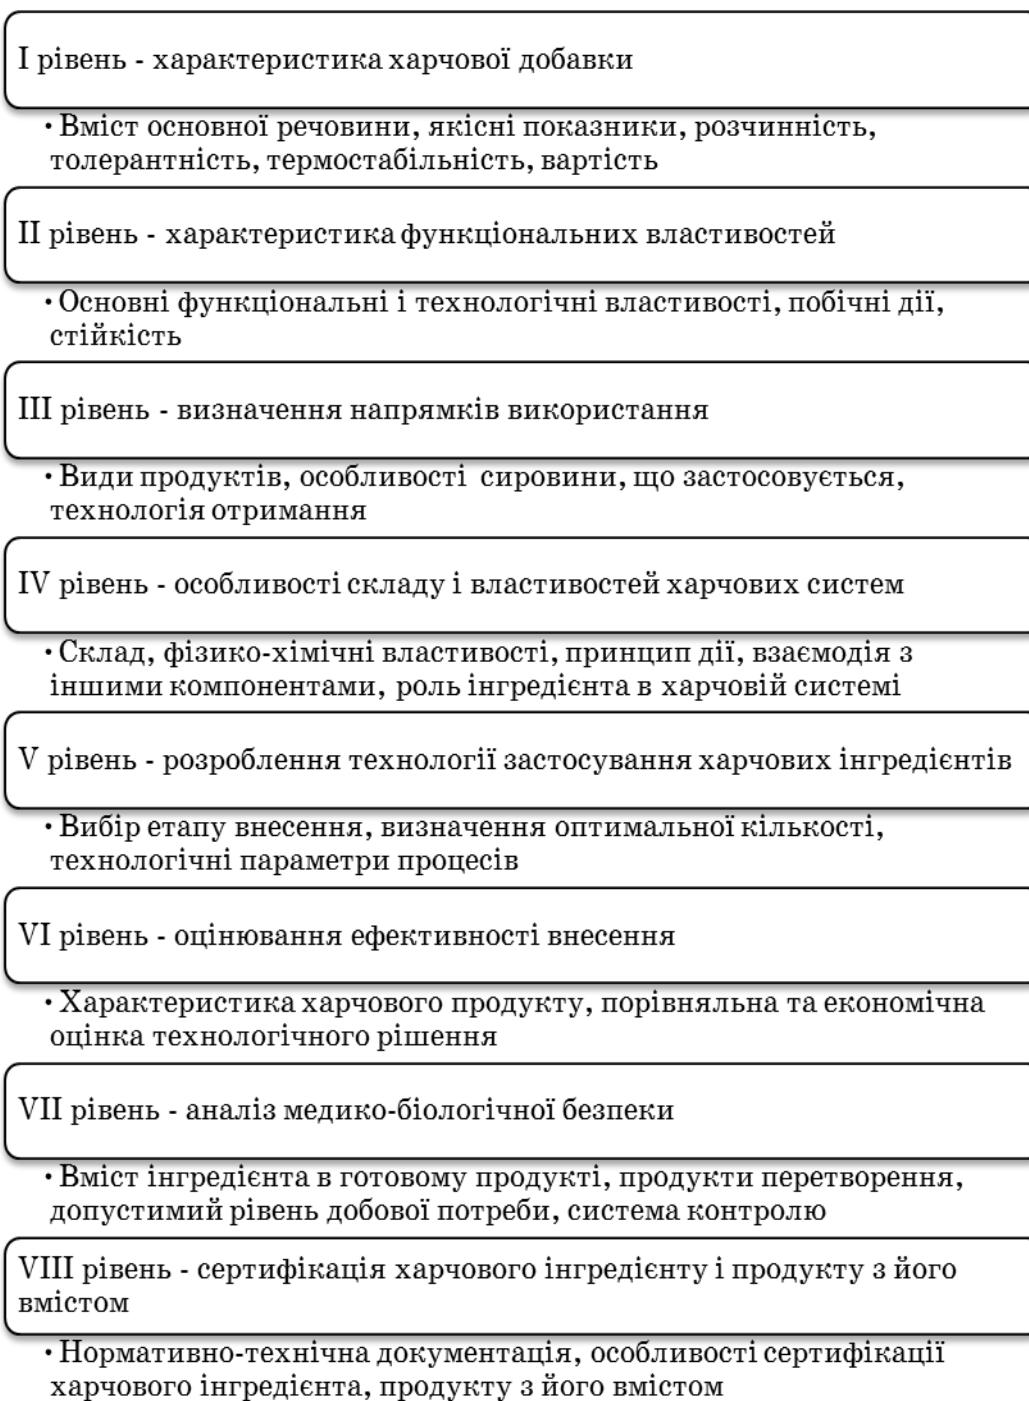 I рівень - характеристика харчової добавки
• Вміст основної речовини, якісні показники, розчинність,
толерантність, термостабільність, вартість
II рівень - характеристика функціональних властивостей
• Основні функціональні і технологічні властивості, побічні дії,
стійкість
III рівень - визначення напрямків використання
• Види продуктів, особливості сировини, що застосовується,
технологія отримання
IV рівень - особливості складу і властивостей харчових систем
• Склад, фізико-хімічні властивості, принцип дії, взаємодія з
іншими компонентами, роль інгредієнта в харчовій системі
V рівень - розроблення технології застосування харчових інгредієнтів
• Вибір етапу внесення, визначення оптимальної кількості,
технологічні параметри процесів
VI рівень - оцінювання ефективності внесення
• Характеристика харчового продукту, порівняльна та економічна
оцінка технологічного рішення
VII рівень - аналіз медико-біологічної безпеки
• Вміст інгредієнта в готовому продукті, продукти перетворення,
допустимий рівень добової потреби, система контролю
VIII рівень - сертифікація харчового інгредієнту і продукту з його
вмістом
• Нормативно-технічна документація, особливості сертифікації
харчового інгредієнта, продукту з його вмістом